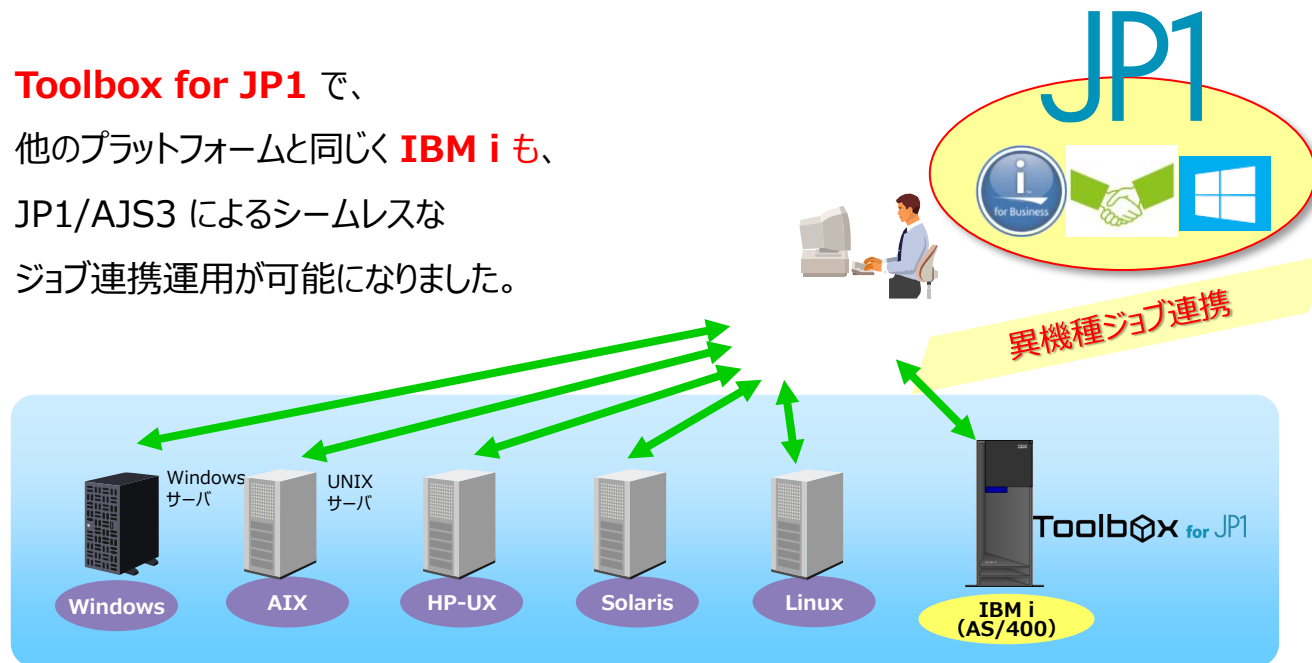 Toolbox for JP1 で、
他のプラットフォームと同じく IBM i も、
JP1/AJS3 によるシームレスな
ジョブ連携運用が可能になりました。
JP1
i
for Business
異機種ジョブ連携
Windows
サーバ
UNIX
サーバ
IBM
Toolbox for JP1
Windows
AIX
HP-UX
Solaris
Linux
IBM i
（AS/400）